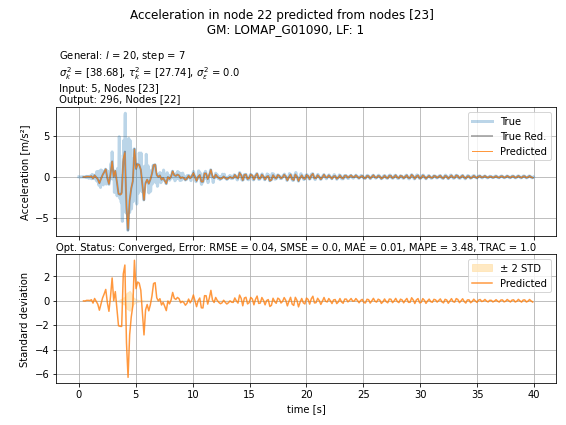 Acceleration in node 22 predicted from nodes [23]
GM: LOMAP_G01090, LF: 1
General: l = 20, step = 7
σ²ₖ = [38.68], τ²ₖ = [27.74], σ²ε = 0.0
Input: 5, Nodes [23]
Output: 296, Nodes [22]
Acceleration [m/s²]
5
0
−5
True
True Red.
Predicted
Opt. Status: Converged, Error: RMSE = 0.04, SMSE = 0.0, MAE = 0.01, MAPE = 3.48, TRAC = 1.0
Standard deviation
2
0
−2
−4
−6
± 2 STD
Predicted
0 5 10 15 20 25 30 35 40
time [s]